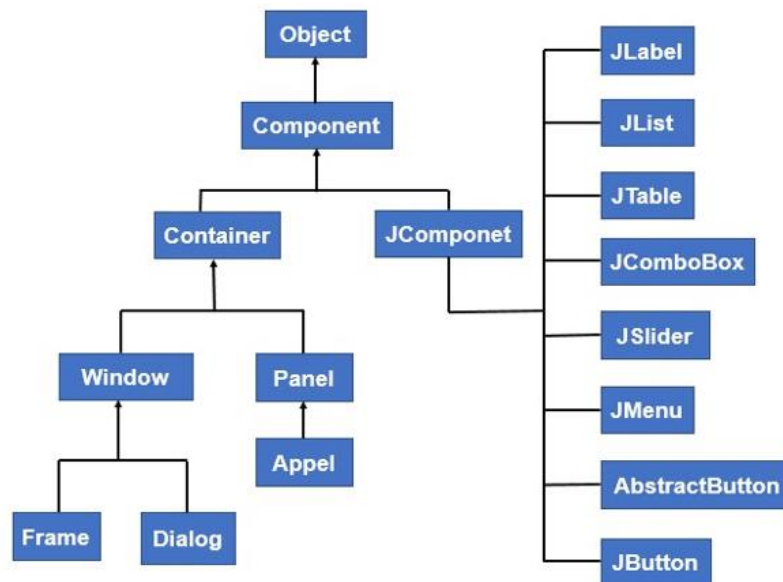 Object
Component
Container
JComponet
Window
Panel
Appel
Frame
Dialog
JLabel
JList
JTable
JComboBox
JSlider
JMenu
AbstractButton
JButton